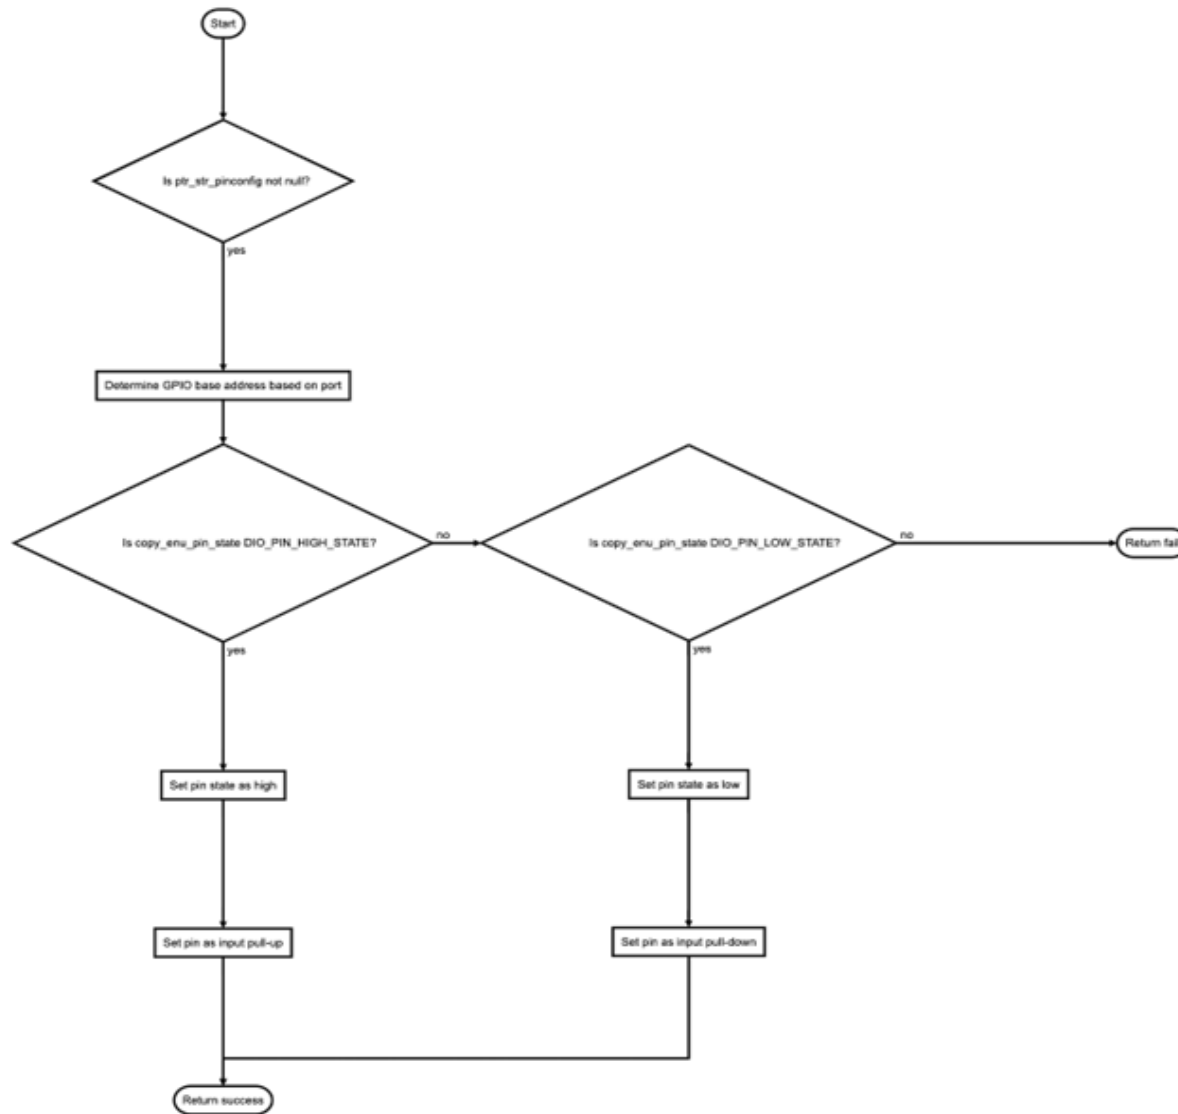 Start
Is ptr_str_pinconfig not null?
yes
Determine GPIO base address based on port
Is copy_enu_pin_state DIO_PIN_HIGH_STATE?
no
Is copy_enu_pin_state DIO_PIN_LOW_STATE?
no
Return fail
yes
yes
Set pin state as high
Set pin state as low
Set pin as input pull-up
Set pin as input pull-down
Return success